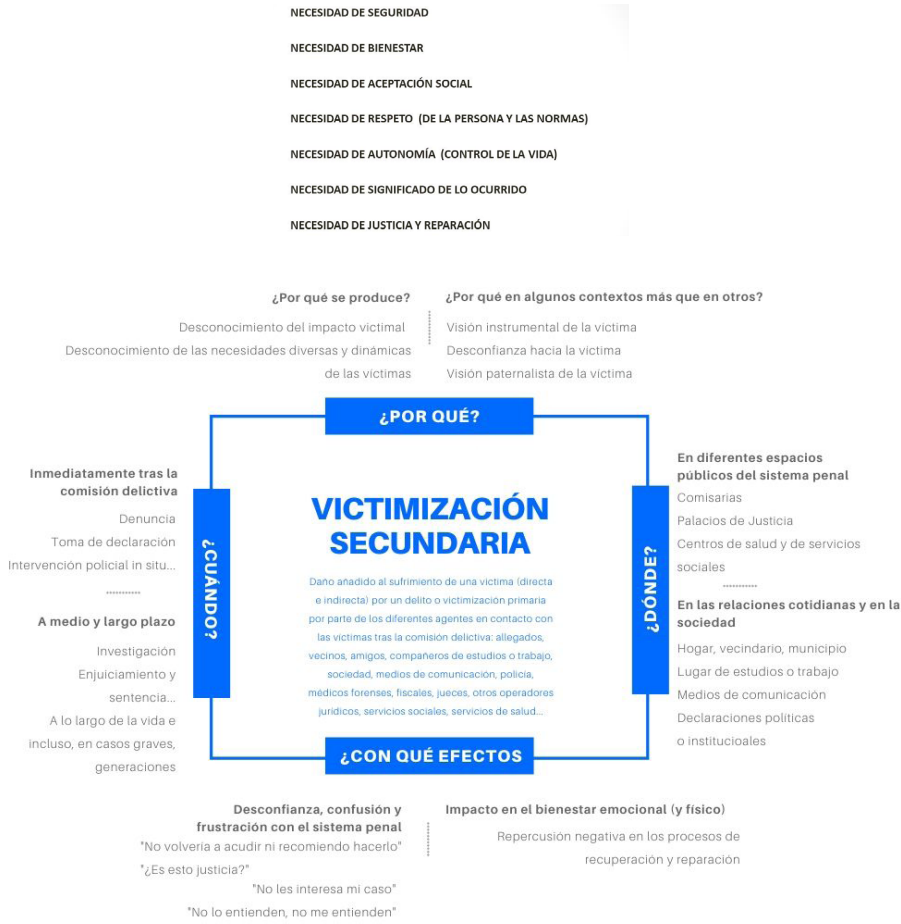 NECESIDAD DE SEGURIDAD
NECESIDAD DE BIENESTAR
NECESIDAD DE ACEPTACIÓN SOCIAL
NECESIDAD DE RESPETO (DE LA PERSONA Y LAS NORMAS)
NECESIDAD DE AUTONOMÍA (CONTROL DE LA VIDA)
NECESIDAD DE SIGNIFICADO DE LO OCURRIDO
NECESIDAD DE JUSTICIA Y REPARACIÓN
¿Por qué se produce?
Desconocimiento del impacto victimal
Desconocimiento de las necesidades diversas y dinámicas
de las víctimas
¿Por qué en algunos contextos más que en otros?
Visión instrumental de la víctima
Desconfianza hacia la víctima
Visión paternalista de la víctima
¿POR QUÉ?
Inmediatamente tras la
comisión delictiva
Denuncia
Toma de declaración
Intervención policial in situ...
A medio y largo plazo
Investigación
Enjuiciamiento y
sentencia...
A lo largo de la vida e
incluso, en casos graves,
generaciones
¿CUÁNDO?
VICTIMIZACIÓN
SECUNDARIA
Daño añadido al sufrimiento de una víctima (directa
e indirecta) por un delito o victimización primaria
por parte de los diferentes agentes en contacto con
las víctimas tras la comisión delictiva: allegados,
vecinos, amigos, compañeros de estudios o trabajo,
sociedad, medios de comunicación, policía,
médicos forenses, fiscales, jueces, otros operadores
jurídicos, servicios sociales, servicios de salud...
¿DÓNDE?
En diferentes espacios
públicos del sistema penal
Comisarías
Palacios de Justicia
Centros de salud y de servicios
sociales
En las relaciones cotidianas y en la
sociedad
Hogar, vecindario, municipio
Lugar de estudios o trabajo
Medios de comunicación
Declaraciones políticas
o institucioales
¿CON QUÉ EFECTOS
Desconfianza, confusión y
frustración con el sistema penal
"No volvería a acudir ni recomiendo hacerlo"
"¿Es esto justicia?"
"No les interesa mi caso"
"No lo entienden, no me entienden"
Impacto en el bienestar emocional (y físico)
Repercusión negativa en los procesos de
recuperación y reparación